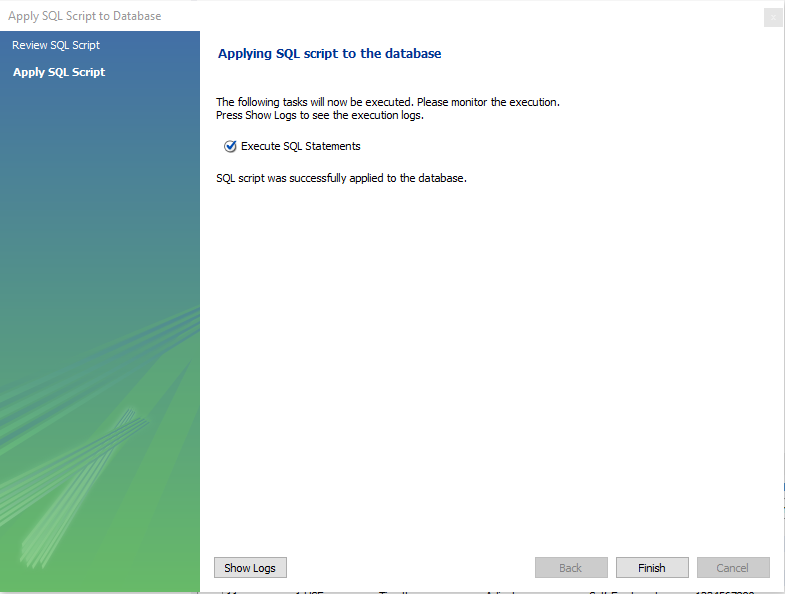 Apply SQL Script to Database
Review SQL Script
Apply SQL Script
Applying SQL script to the database
The following tasks will now be executed. Please monitor the execution.
Press Show Logs to see the execution logs.
Execute SQL Statements
SQL script was successfully applied to the database.
Show Logs
Back
Finish
Cancel